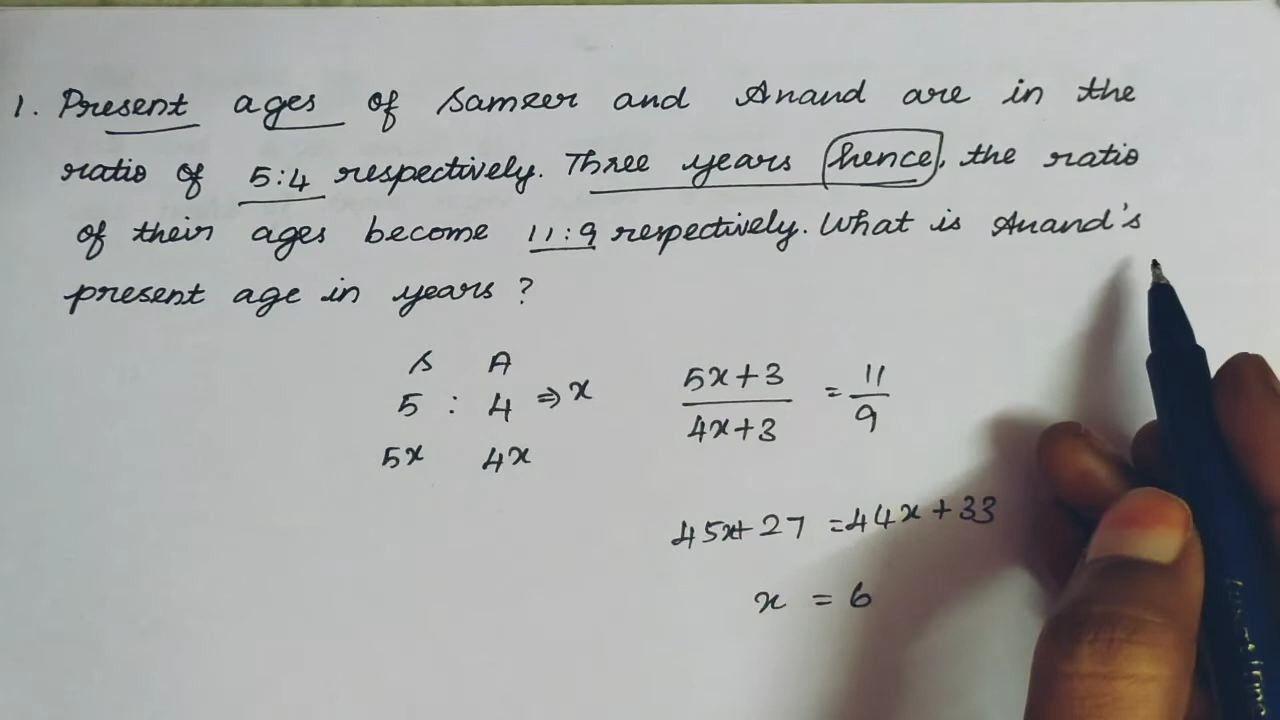 1. Present ages of Sameer and Anand are in the
ratio of 5:4 respectively. Three years hence, the ratio
of their ages become 11:9 respectively. What is Anand's
present age in years?
S A
5 : 4 ⇒ x
5x 4x
5x+3 = 11
4x+3 9
45x+27 = 44x+33
x = 6